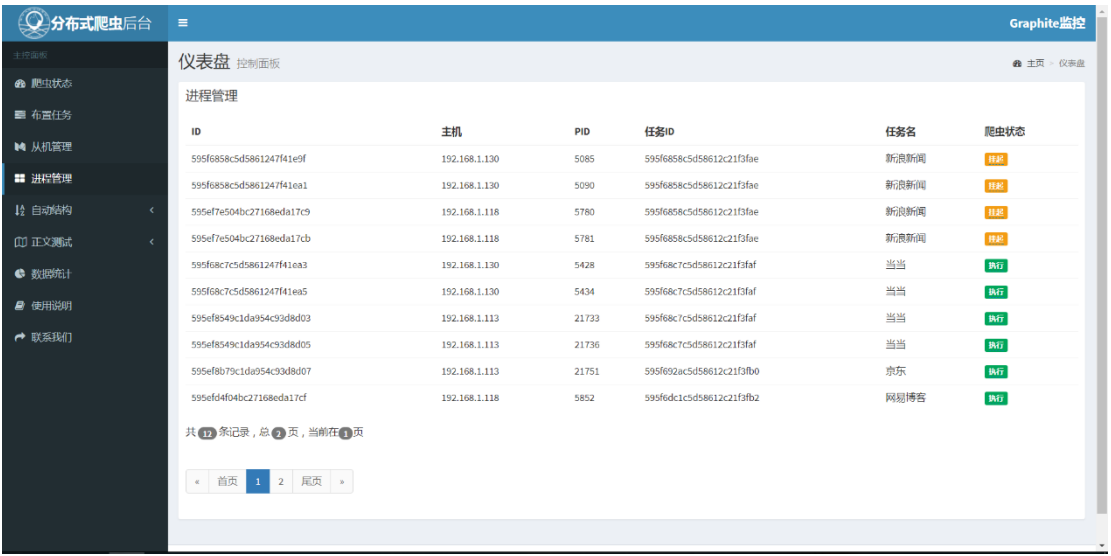 分布式爬虫后台
Graphite监控
主控面板
仪表盘 控制面板
主页 > 仪表盘
爬虫状态
布置任务
从机管理
进程管理
自动结构
正文测试
数据统计
使用说明
联系我们
进程管理
ID 主机 PID 任务ID 任务名 爬虫状态
595f6858c5d5861247f41e9f 192.168.1.130 5085 595f6858c5d58612c21f3fae 新浪新闻 挂起
595f6858c5d5861247f41ea1 192.168.1.130 5090 595f6858c5d58612c21f3fae 新浪新闻 挂起
595ef7e504bc27168eda17c9 192.168.1.118 5780 595f6858c5d58612c21f3fae 新浪新闻 挂起
595ef7e504bc27168eda17cb 192.168.1.118 5781 595f6858c5d58612c21f3fae 新浪新闻 挂起
595f68c7c5d5861247f41ea3 192.168.1.130 5428 595f68c7c5d58612c21f3faf 当当 执行
595f68c7c5d5861247f41ea5 192.168.1.130 5434 595f68c7c5d58612c21f3faf 当当 执行
595ef8549c1da954c93d8d03 192.168.1.113 21733 595f68c7c5d58612c21f3faf 当当 执行
595ef8549c1da954c93d8d05 192.168.1.113 21736 595f68c7c5d58612c21f3faf 当当 执行
595ef8b79c1da954c93d8d07 192.168.1.113 21751 595f692ac5d58612c21f3fb0 京东 执行
595efd4f04bc27168eda17cf 192.168.1.118 5852 595f6dc1c5d58612c21f3fb2 网易博客 执行
共 12 条记录，总 2 页，当前在 1 页
« 首页 1 2 尾页 »